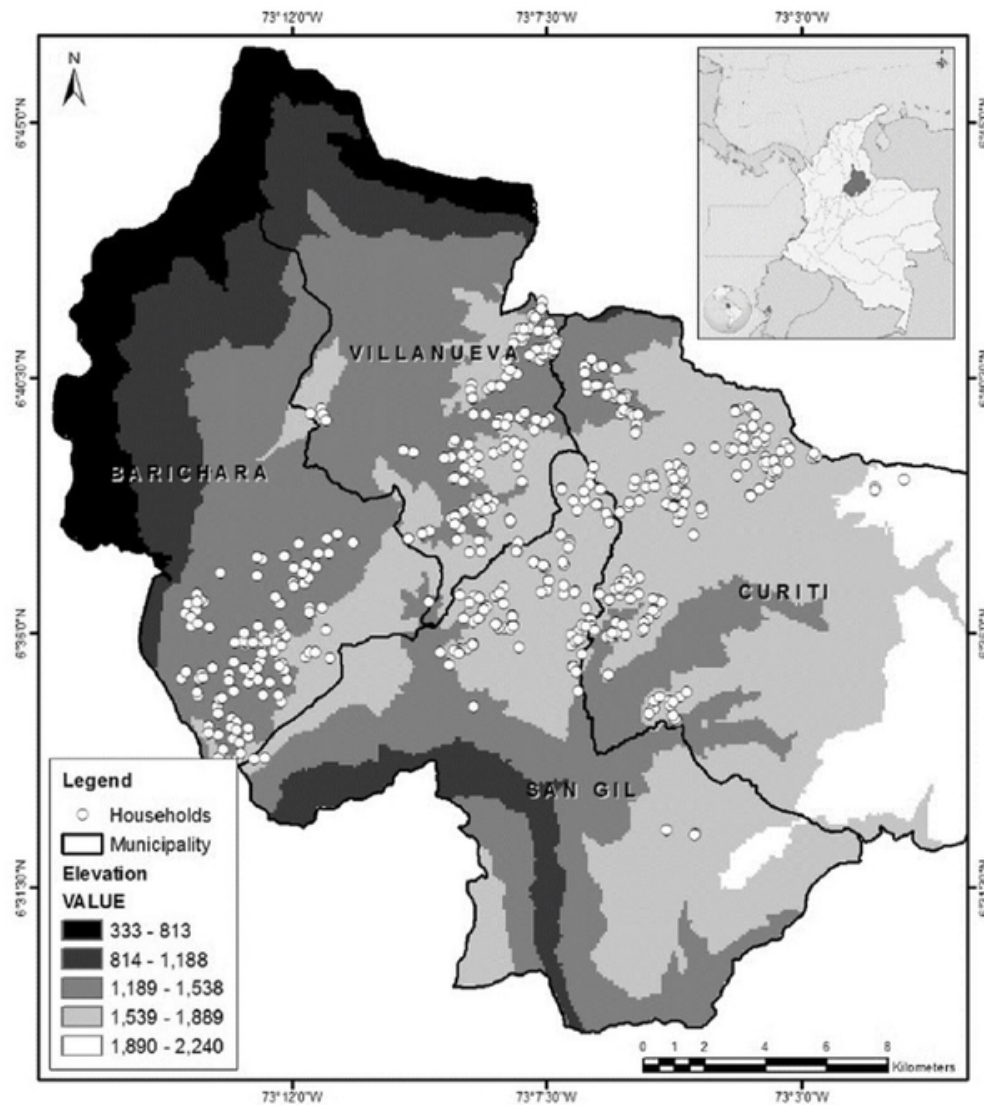 73°12'0"W 73°7'30"W 73°3'0"W
N
6°45'0"N
VILLANUEVA
6°40'30"N 6°40'30"N
BARICHARA
CURITI
6°36'0"N
SAN GIL
Legend
Households
Municipality
Elevation
VALUE
333 - 813
814 - 1,188
1,189 - 1,538
1,539 - 1,889
1,890 - 2,240
6°31'30"N
0 1 2 4 6 8
Kilometers
73°12'0"W 73°7'30"W 73°3'0"W